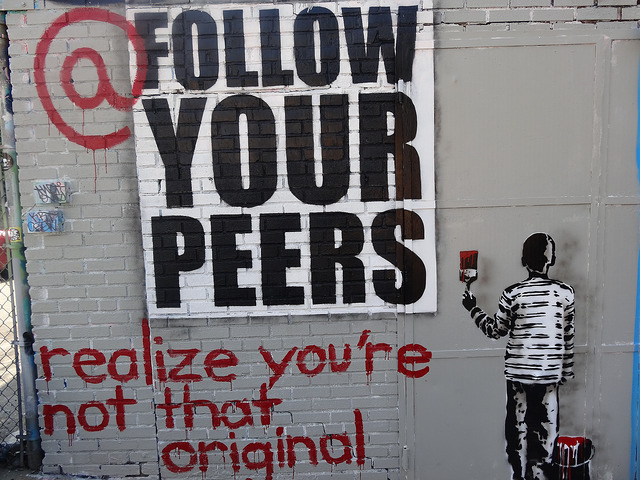 @FOLLOW
YOUR
PEERS
realize you're
not that
original